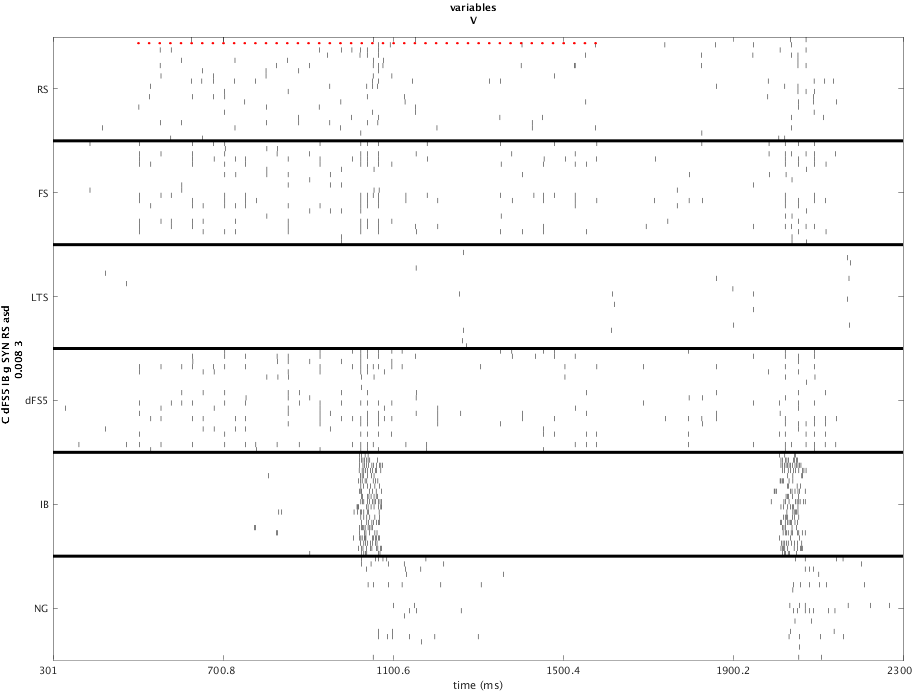 variables
V
RS
FS
LTS
dFS5
IB
NG
C dFS5 IB g SYN RS asd
0.008 3
301
700.8
1100.6
1500.4
1900.2
2300
time (ms)